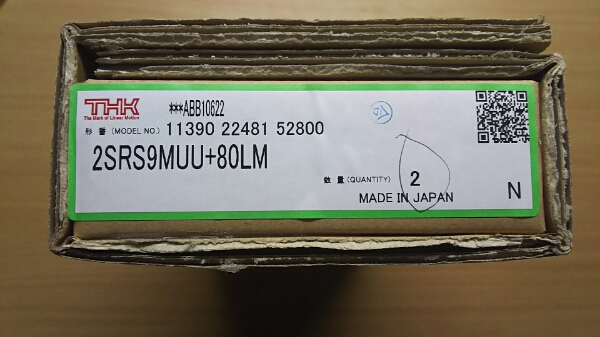 THK
The Mark of Linear Motion
***ABB10622
形 番 (MODEL NO.) 11390 22481 52800
2SRS9MUU+80LM
数 量 (QUANTITY) 2
MADE IN JAPAN
N